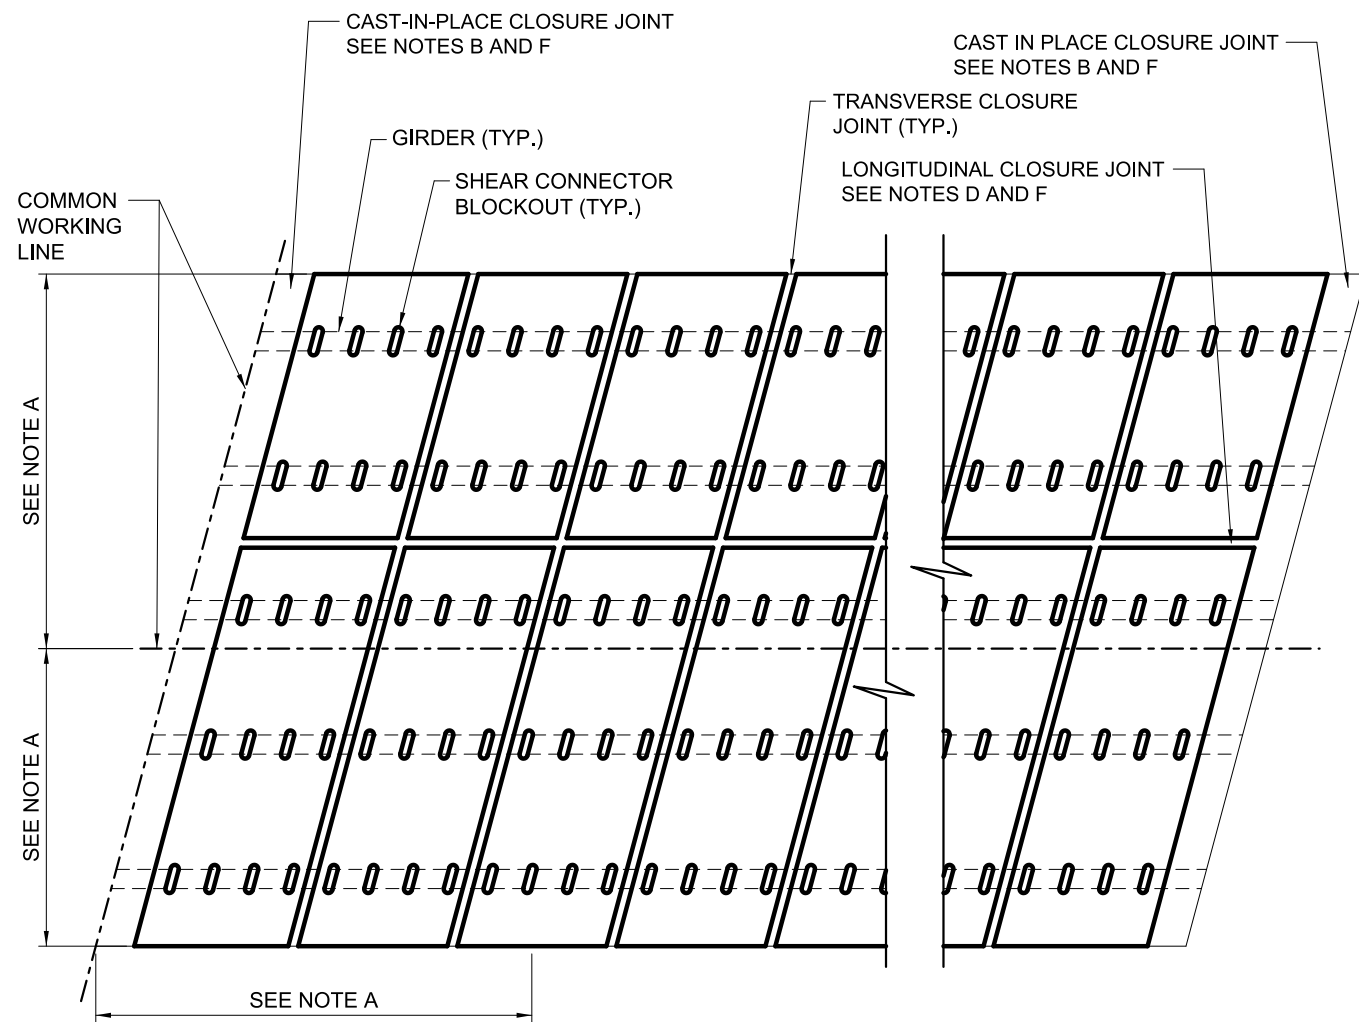 CAST-IN-PLACE CLOSURE JOINT
SEE NOTES B AND F
CAST IN PLACE CLOSURE JOINT
SEE NOTES B AND F
TRANSVERSE CLOSURE
JOINT (TYP.)
GIRDER (TYP.)
LONGITUDINAL CLOSURE JOINT
SEE NOTES D AND F
SHEAR CONNECTOR
BLOCKOUT (TYP.)
COMMON
WORKING
LINE
SEE NOTE A
SEE NOTE A
SEE NOTE A